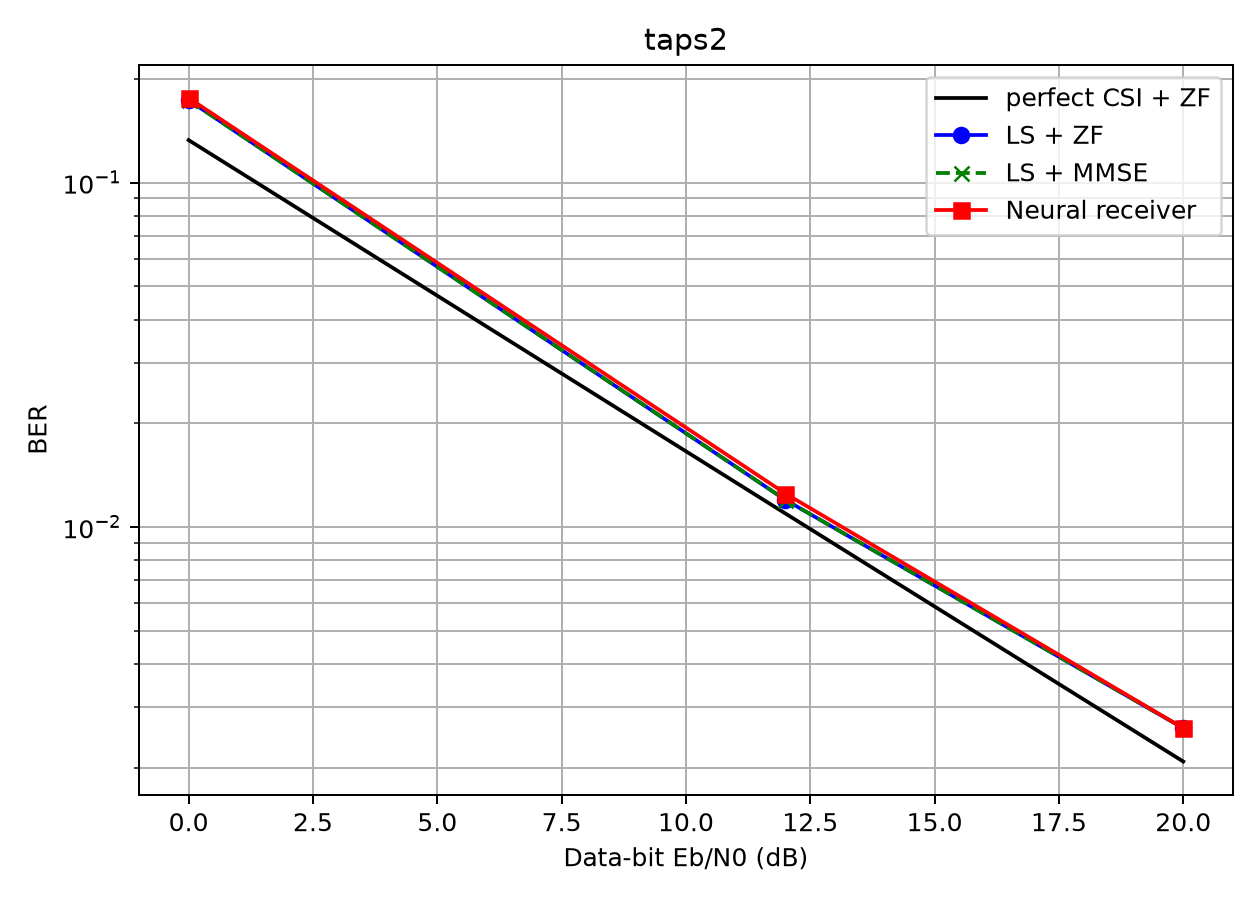 taps2
perfect CSI + ZF
LS + ZF
LS + MMSE
Neural receiver
BER
10⁻¹
10⁻²
0.0 2.5 5.0 7.5 10.0 12.5 15.0 17.5 20.0
Data-bit Eb/N0 (dB)